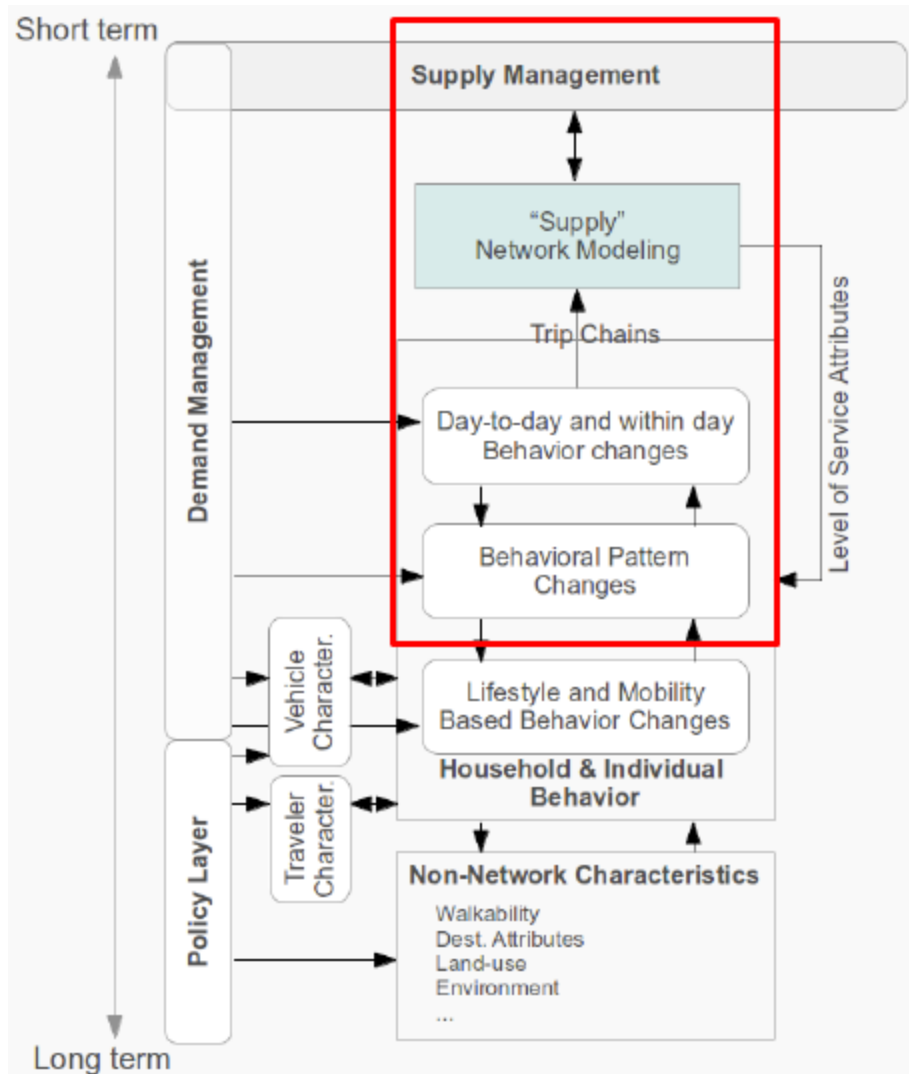 Short term
Supply Management
“Supply”
Network Modeling
Trip Chains
Level of Service Attributes
Demand Management
Day-to-day and within day
Behavior changes
Behavioral Pattern
Changes
Vehicle
Character.
Lifestyle and Mobility
Based Behavior Changes
Household & Individual
Behavior
Traveler
Character.
Policy Layer
Non-Network Characteristics
Walkability
Dest. Attributes
Land-use
Environment
...
Long term